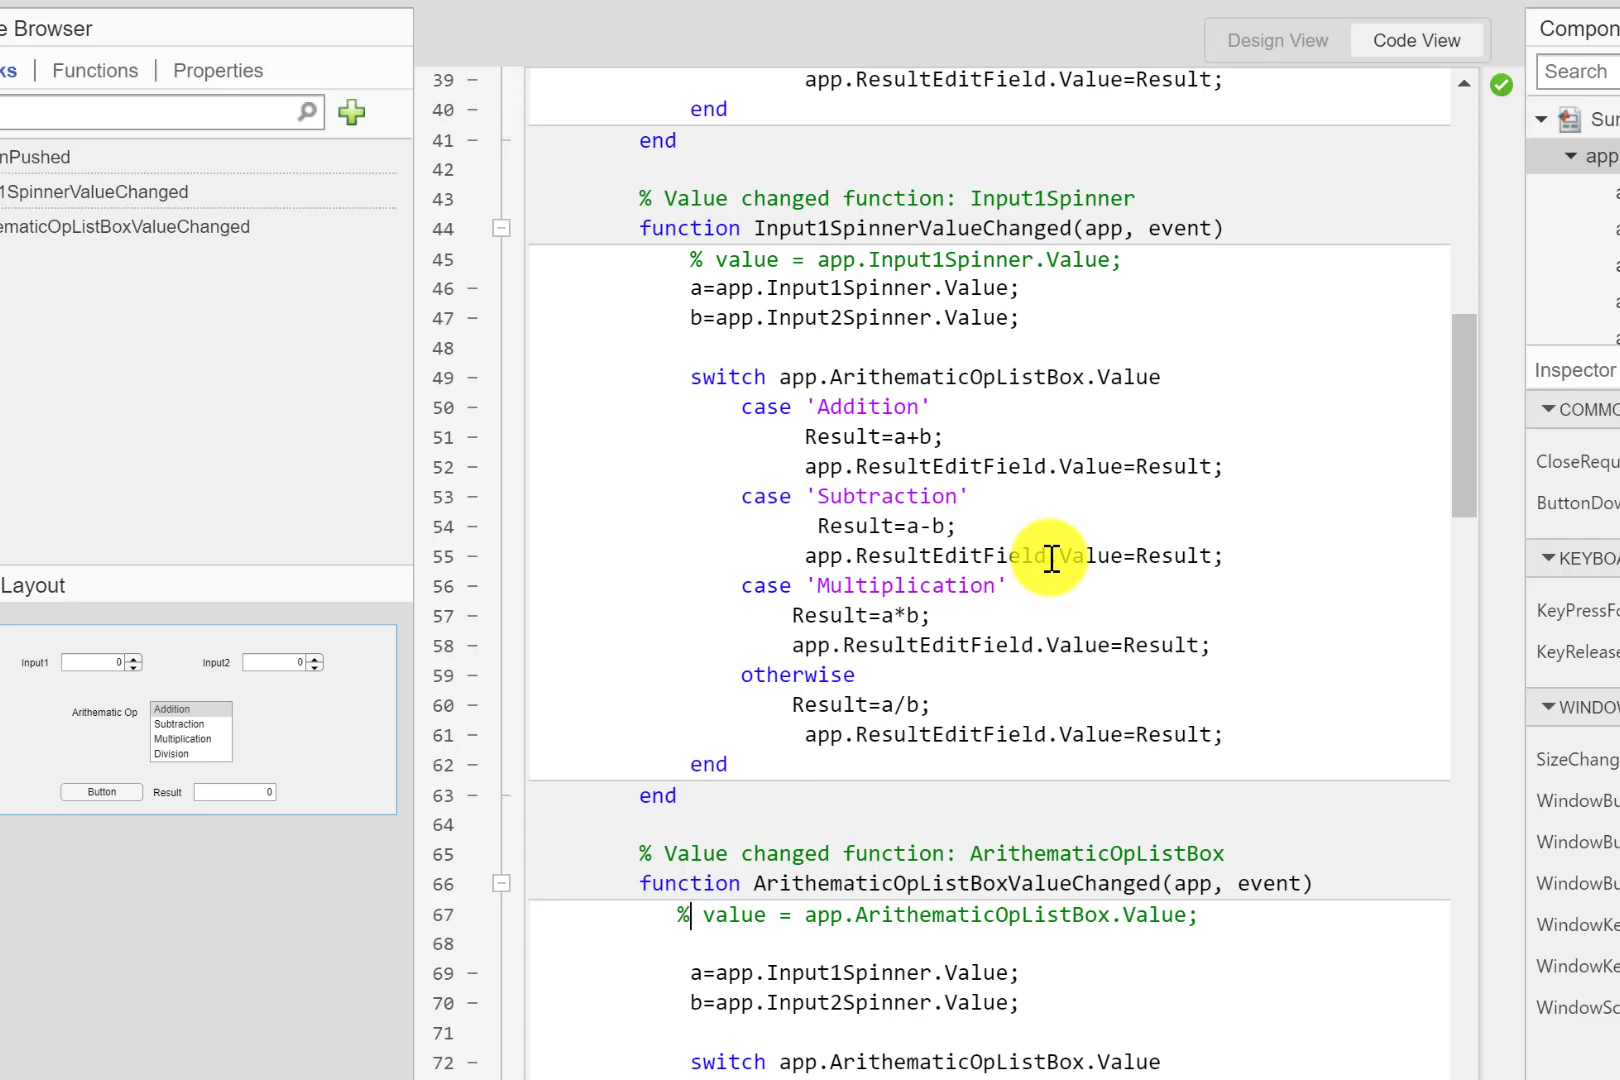 e Browser
Design View
Code View
Compon
ks
Functions
Properties
Search
nPushed
1SpinnerValueChanged
ematicOpListBoxValueChanged
39
app.ResultEditField.Value=Result;
40
end
41
end
42
43
% Value changed function: Input1Spinner
44
function Input1SpinnerValueChanged(app, event)
45
% value = app.Input1Spinner.Value;
46
a=app.Input1Spinner.Value;
47
b=app.Input2Spinner.Value;
48
49
switch app.ArithematicOpListBox.Value
50
case 'Addition'
51
Result=a+b;
52
app.ResultEditField.Value=Result;
53
case 'Subtraction'
54
Result=a-b;
55
app.ResultEditField.Value=Result;
56
case 'Multiplication'
57
Result=a*b;
58
app.ResultEditField.Value=Result;
59
otherwise
60
Result=a/b;
61
app.ResultEditField.Value=Result;
62
end
63
end
64
65
% Value changed function: ArithematicOpListBox
66
function ArithematicOpListBoxValueChanged(app, event)
67
% value = app.ArithematicOpListBox.Value;
68
69
a=app.Input1Spinner.Value;
70
b=app.Input2Spinner.Value;
71
72
switch app.ArithematicOpListBox.Value
Layout
Input1
0
Input2
0
Arithematic Op
Addition
Subtraction
Multiplication
Division
Button
Result
0
app
Inspector
COMMO
CloseRequ
ButtonDov
KEYBOA
KeyPressFo
KeyRelease
WINDOV
SizeChang
WindowBu
WindowBu
WindowBu
WindowKe
WindowKe
WindowSc